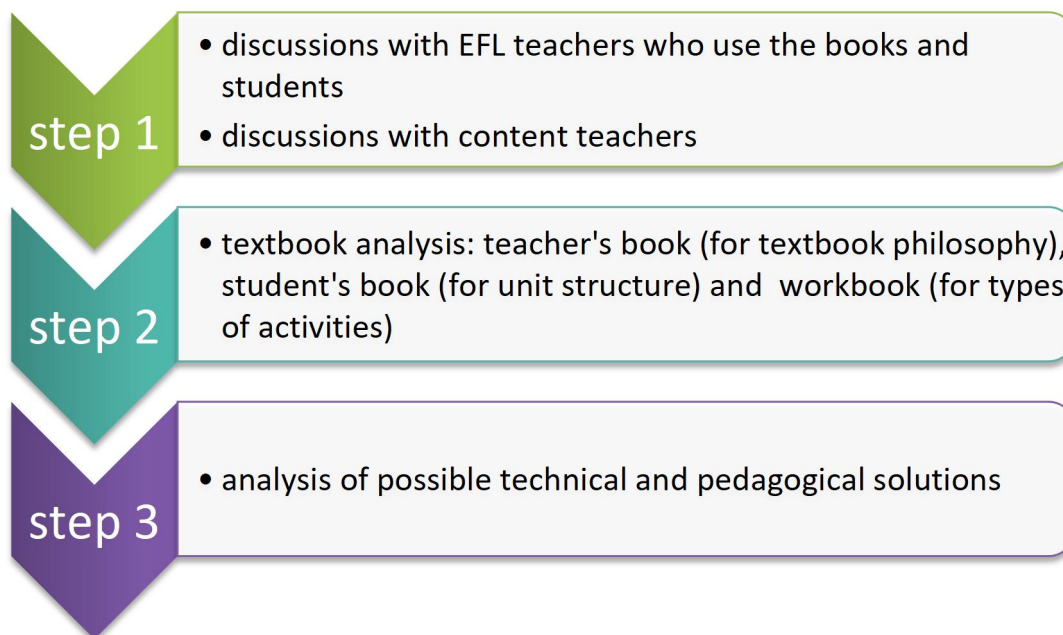 step 1
• discussions with EFL teachers who use the books and
students
• discussions with content teachers
step 2
• textbook analysis: teacher's book (for textbook philosophy),
student's book (for unit structure) and  workbook (for types
of activities)
step 3
• analysis of possible technical and pedagogical solutions